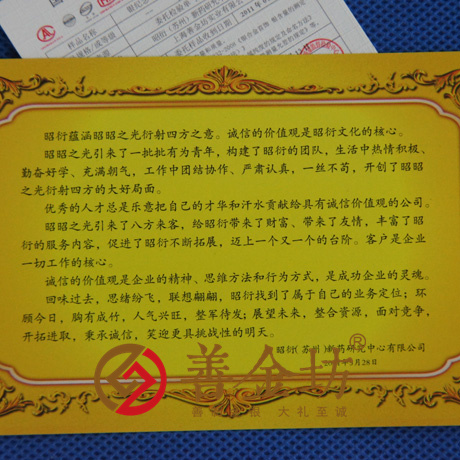 样品名称
规格/或等级
委托检验单
昭衍(苏州)新药研究中心有限公司
昭衍蕴涵昭昭之光衍射四方之意。诚信的价值观是昭衍文化的核心。
昭昭之光引来了一批批有为青年，构建了昭衍的团队，生活中热情积极、
勤奋好学、充满朝气，工作中团结协作、严肃认真，一丝不苟，开创了昭昭
之光衍射四方的大好局面。
优秀的人才总是乐意把自己的才华和汗水贡献给具有诚信价值观的公司。
昭昭之光引来了八方来客，给昭衍带来了财富、带来了友情，丰富了昭
衍的服务内容，促进了昭衍不断拓展，迈上一个又一个的台阶。客户是企业
一切工作的核心。
诚信的价值观是企业的精神、思维方法和行为方式，是成功企业的灵魂。
回味过去，思绪纷飞，联想翩翩，昭衍找到了属于自己的业务定位；环
顾今日，胸有成竹，人气兴旺，整军待发；展望未来，整合资源，面对竞争，
开拓进取，秉承诚信，笑迎更具挑战性的明天。
善金坊®
大礼至诚